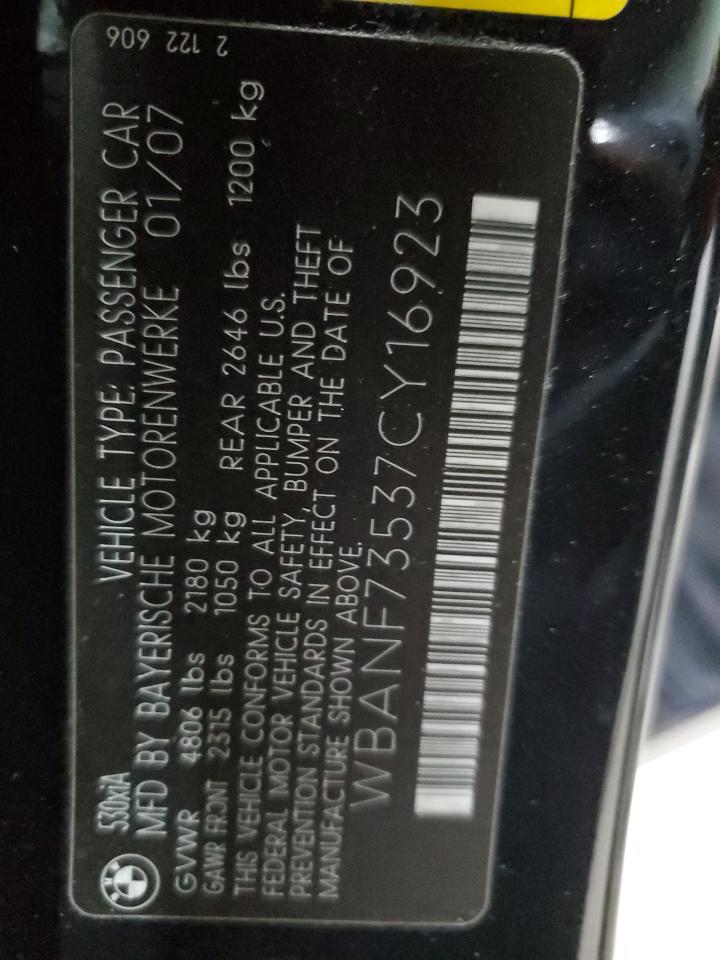 2 122 606
530xiA VEHICLE TYPE: PASSENGER CAR
MFD BY BAYERISCHE MOTORENWERKE 01/07
GVWR 4806 lbs 2180 kg
GAWR FRONT 2315 lbs 1050 kg REAR 2646 lbs 1200 kg
THIS VEHICLE CONFORMS TO ALL APPLICABLE U.S.
FEDERAL MOTOR VEHICLE SAFETY, BUMPER AND THEFT
PREVENTION STANDARDS IN EFFECT ON THE DATE OF
MANUFACTURE SHOWN ABOVE.
WBANF73537CY16923